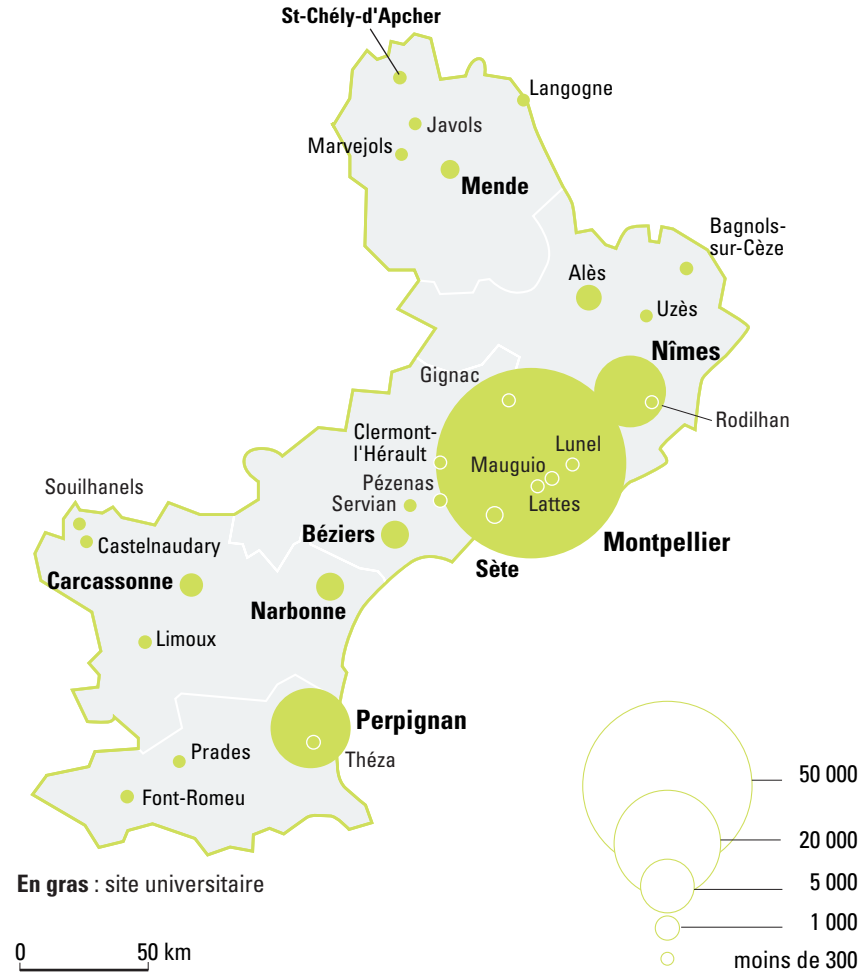 St-Chély-d'Apcher
Langogne
Javols
Marvejols
Mende
Bagnols-
sur-Cèze
Alès
Uzès
Nîmes
Gignac
Rodilhan
Clermont-
l'Hérault
Lunel
Mauguio
Pézenas
Lattes
Servian
Souilhanels
Béziers
Castelnaudary
Montpellier
Sète
Carcassonne
Narbonne
Limoux
Perpignan
Prades
Théza
Font-Romeu
50 000
20 000
5 000
1 000
moins de 300
En gras : site universitaire
0 50 km